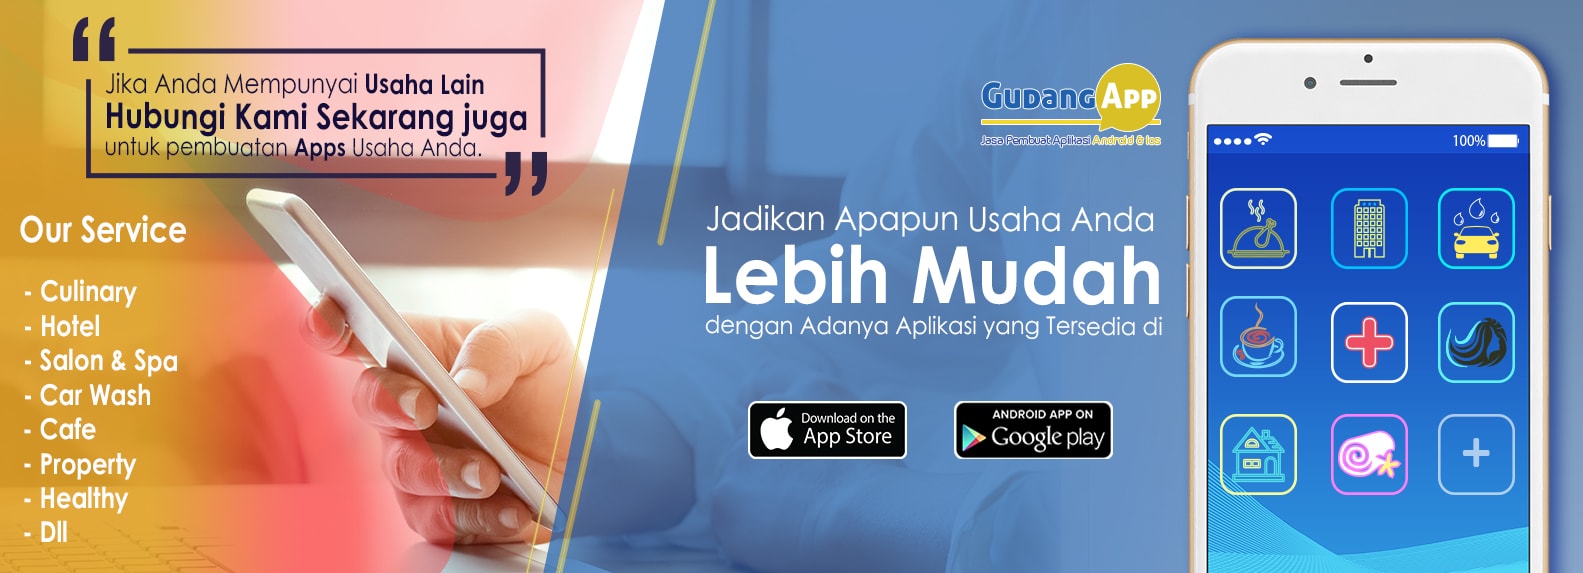 Jika Anda Mempunyai Usaha Lain
Hubungi Kami Sekarang juga
untuk pembuatan Apps Usaha Anda.
Our Service
- Culinary
- Hotel
- Salon & Spa
- Car Wash
- Cafe
- Property
- Healthy
- Dll
GudangApp
Jasa Pembuat Aplikasi Android & Ios
Jadikan Apapun Usaha Anda
Lebih Mudah
dengan Adanya Aplikasi yang Tersedia di
Download on the
App Store
ANDROID APP ON
Google play
100%